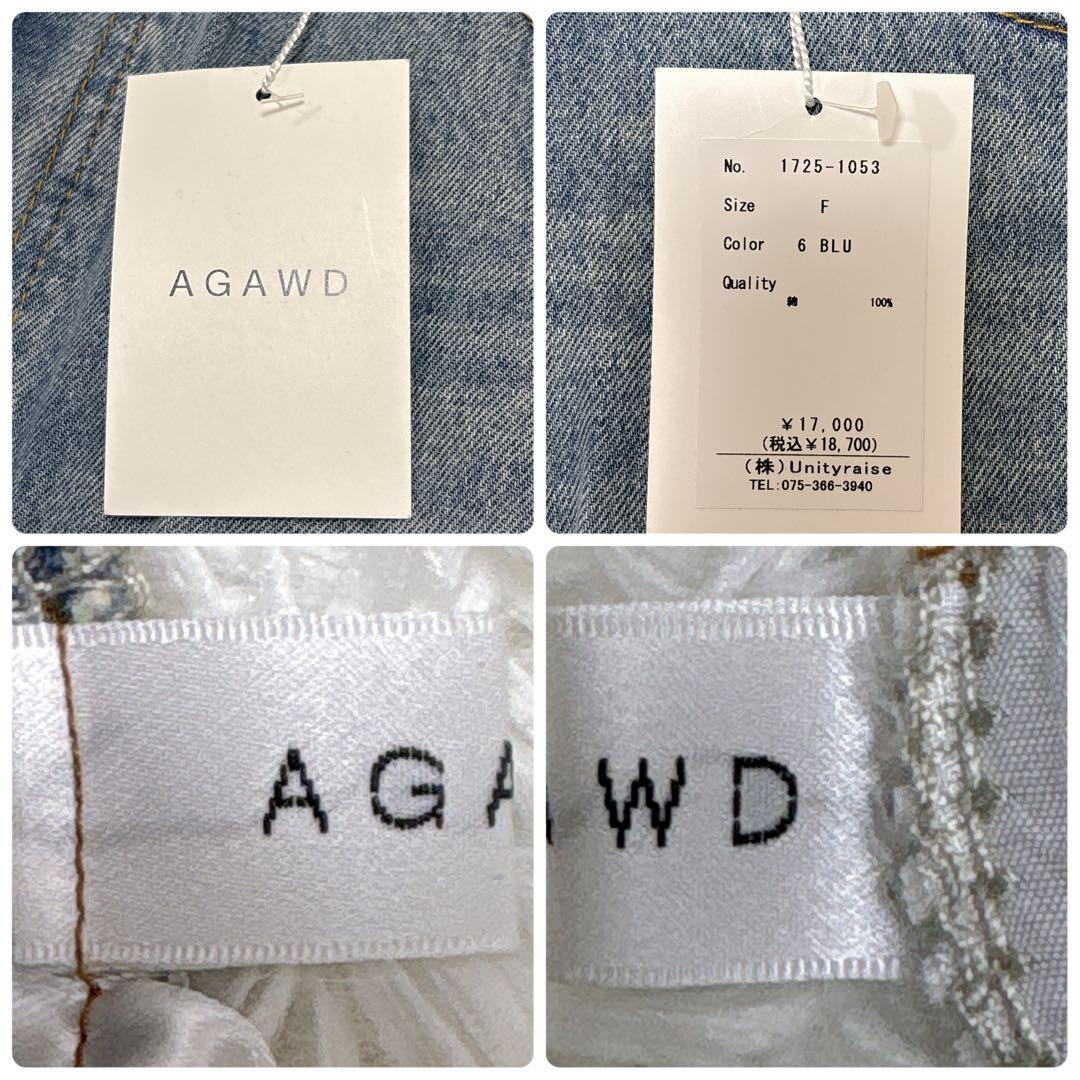 AGAWD
No. 1725-1053
Size F
Color 6 BLU
Quality
綿 100%
¥17,000
(税込¥18,700)
(株)Unityraise
TEL:075-366-3940
AGA
WD